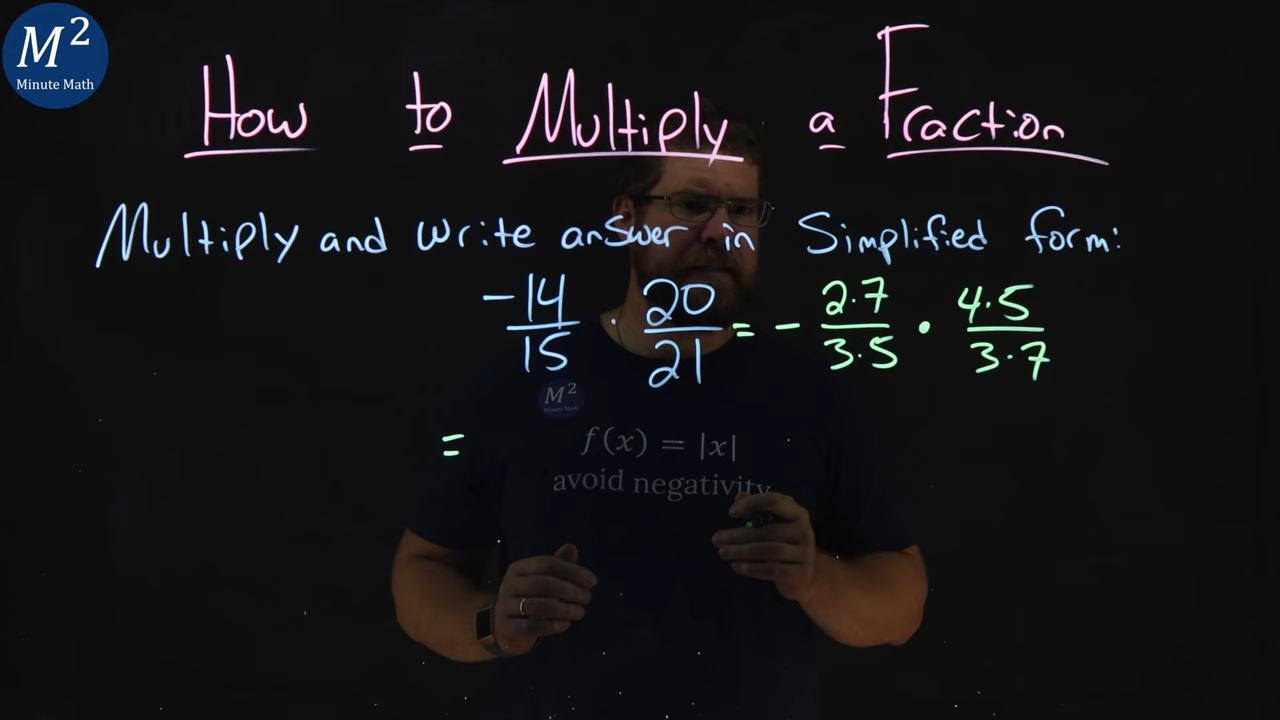 M²
Minute Math
How to Multiply a Fraction
Multiply and write answer in Simplified form:
-14/15 · 20/21 = - 2·7/3·5 · 4·5/3·7
M²
Minute Math
=
f(x) = |x|
avoid negativity